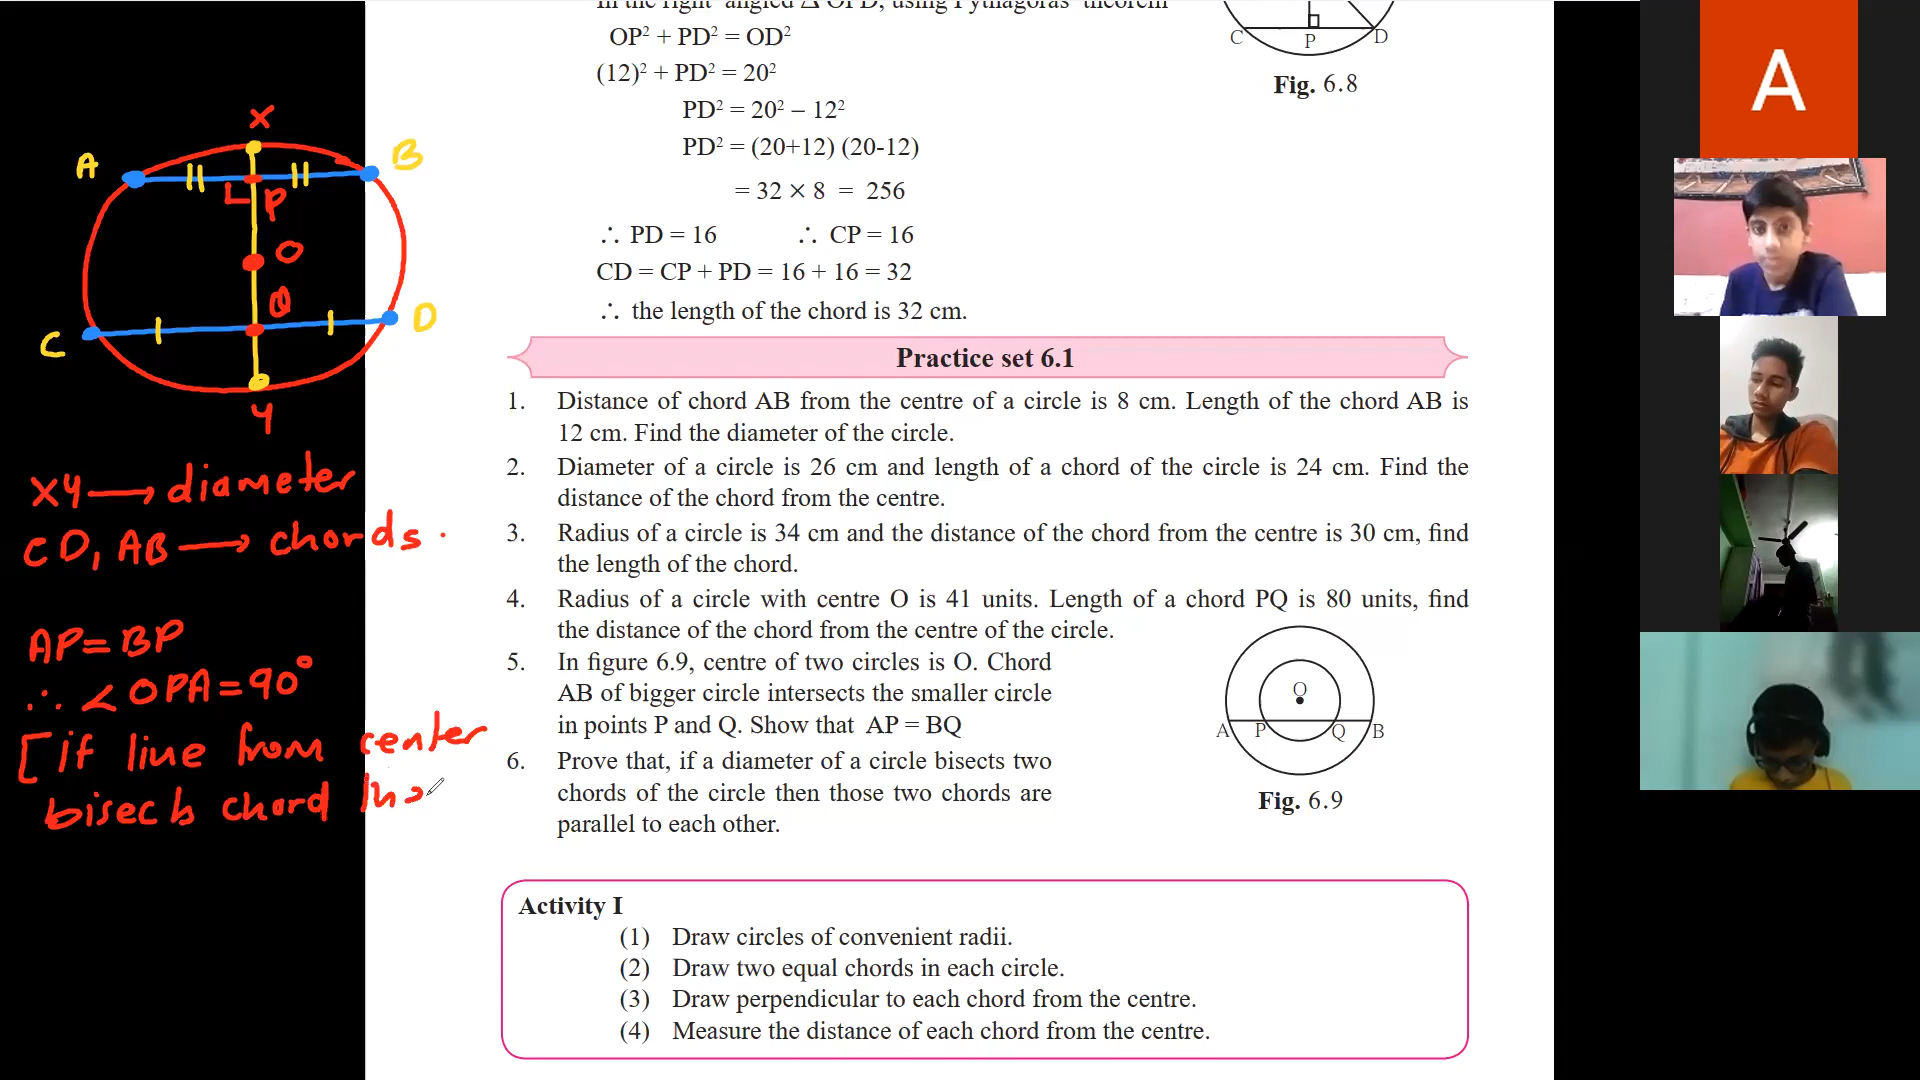 In the right angled △ OPD, using Pythagoras' theorem
OP² + PD² = OD²
(12)² + PD² = 20²
PD² = 20² – 12²
PD² = (20+12) (20-12)
= 32 × 8 = 256
∴ PD = 16 ∴ CP = 16
CD = CP + PD = 16 + 16 = 32
∴ the length of the chord is 32 cm.
C P D
Fig. 6.8
Practice set 6.1
1. Distance of chord AB from the centre of a circle is 8 cm. Length of the chord AB is
12 cm. Find the diameter of the circle.
2. Diameter of a circle is 26 cm and length of a chord of the circle is 24 cm. Find the
distance of the chord from the centre.
3. Radius of a circle is 34 cm and the distance of the chord from the centre is 30 cm, find
the length of the chord.
4. Radius of a circle with centre O is 41 units. Length of a chord PQ is 80 units, find
the distance of the chord from the centre of the circle.
5. In figure 6.9, centre of two circles is O. Chord
AB of bigger circle intersects the smaller circle
in points P and Q. Show that AP = BQ
6. Prove that, if a diameter of a circle bisects two
chords of the circle then those two chords are
parallel to each other.
O
A P Q B
Fig. 6.9
Activity I
(1) Draw circles of convenient radii.
(2) Draw two equal chords in each circle.
(3) Draw perpendicular to each chord from the centre.
(4) Measure the distance of each chord from the centre.
X
A B
P
O
Q
C D
Y
XY → diameter
CD, AB → chords.
AP = BP
∴ ∠OPA = 90°
[if line from center
bisects chord
A